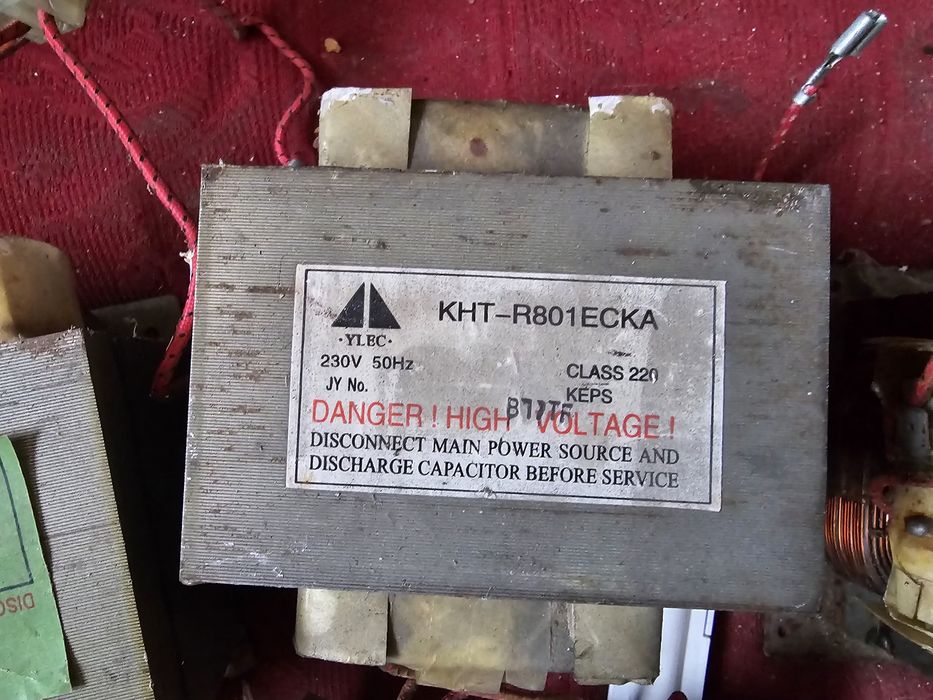 KHT-R801ECKA
·YLEC·
230V 50Hz
CLASS 220
JY No.
KEPS
DANGER ! HIGH VOLTAGE !
DISCONNECT MAIN POWER SOURCE AND
DISCHARGE CAPACITOR BEFORE SERVICE